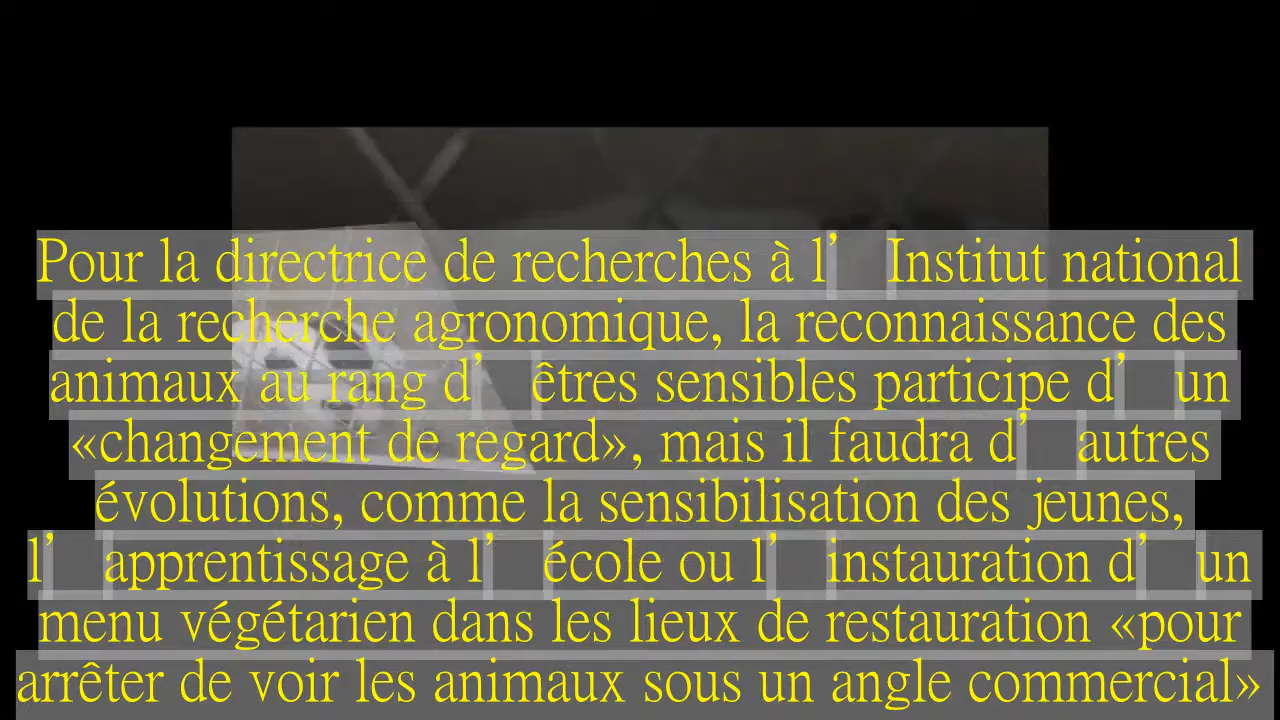 Pour la directrice de recherches à l’Institut national
de la recherche agronomique, la reconnaissance des
animaux au rang d’êtres sensibles participe d’un
«changement de regard», mais il faudra d’autres
évolutions, comme la sensibilisation des jeunes,
l’apprentissage à l’école ou l’instauration d’un
menu végétarien dans les lieux de restauration «pour
arrêter de voir les animaux sous un angle commercial»